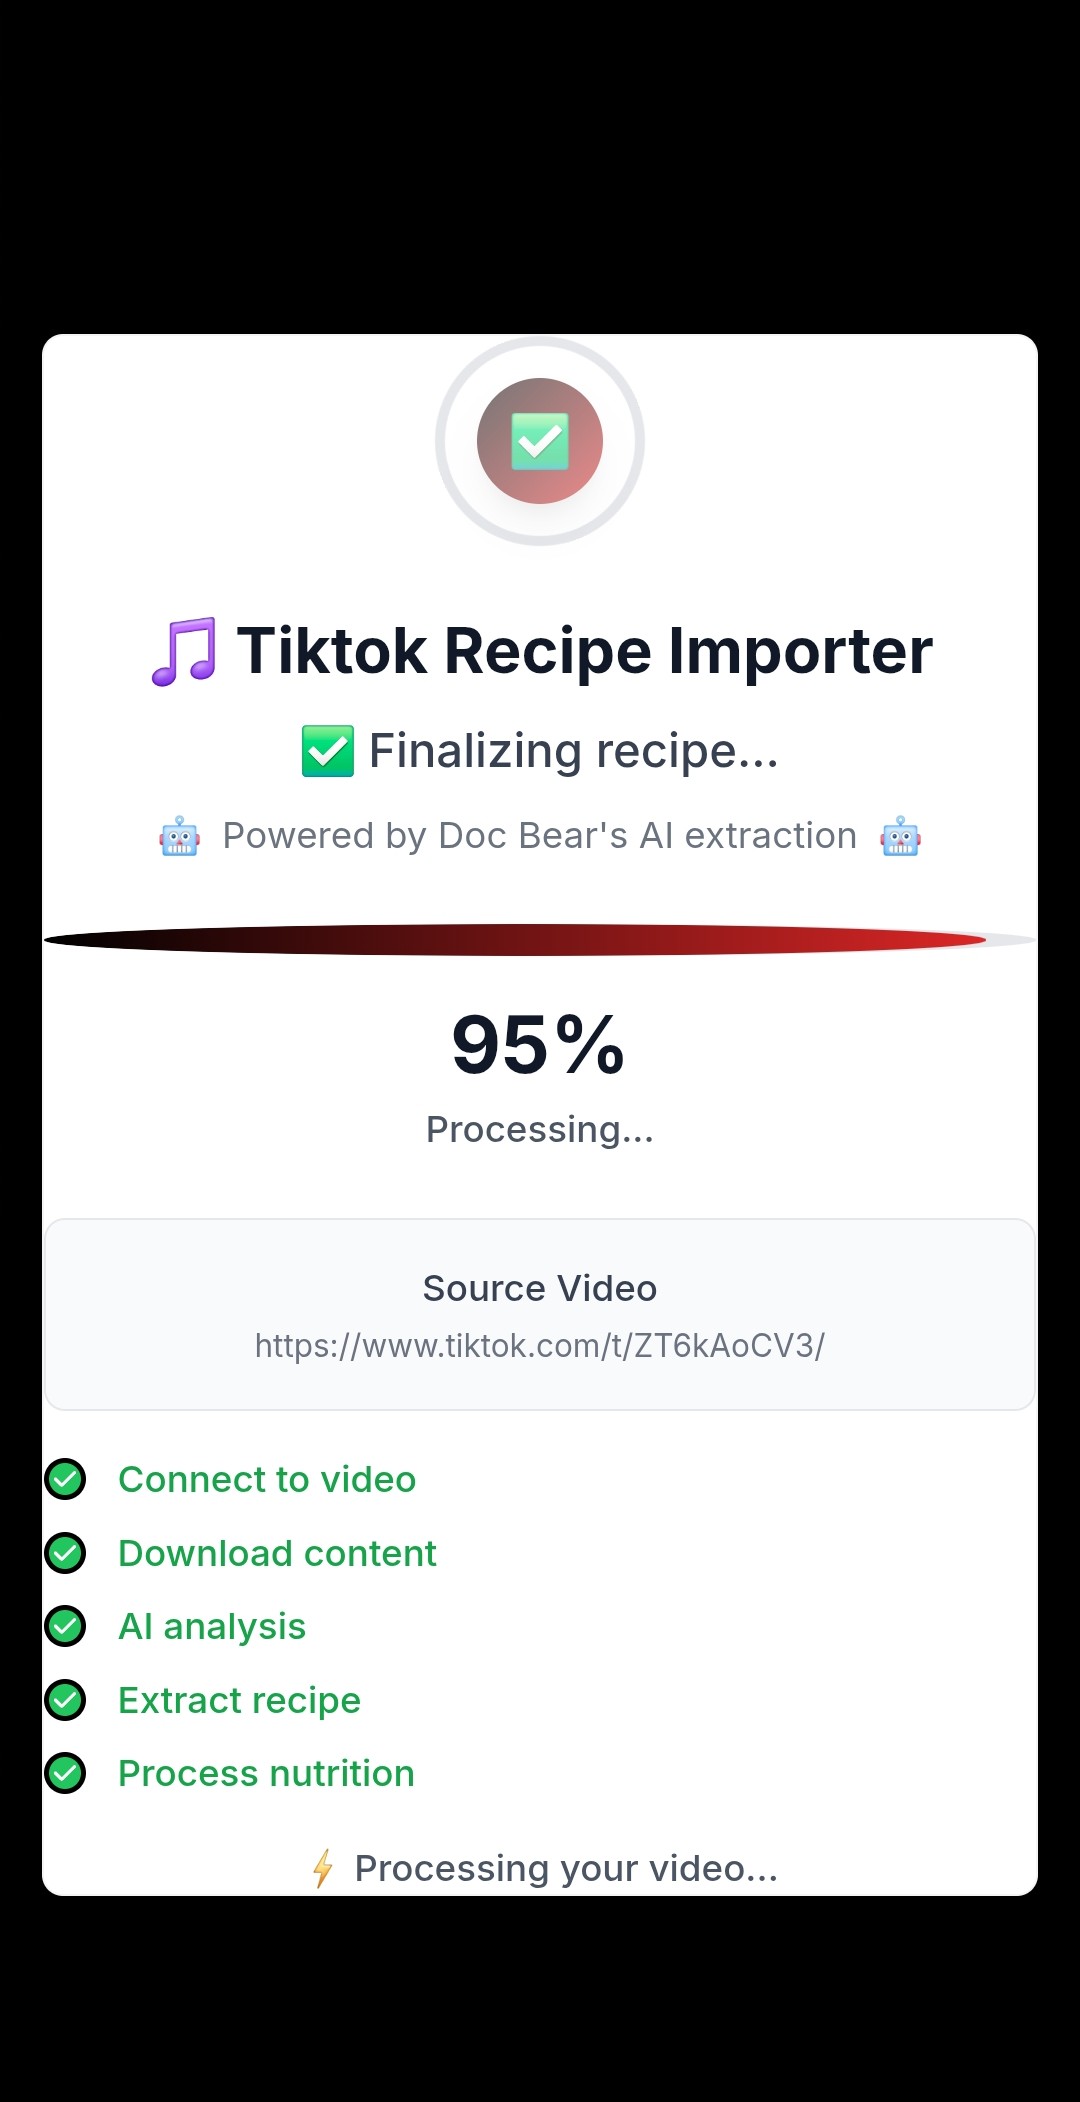 Tiktok Recipe Importer
Finalizing recipe...
Powered by Doc Bear's AI extraction
95%
Processing...
Source Video
https://www.tiktok.com/t/ZT6kAoCV3/
Connect to video
Download content
AI analysis
Extract recipe
Process nutrition
Processing your video...